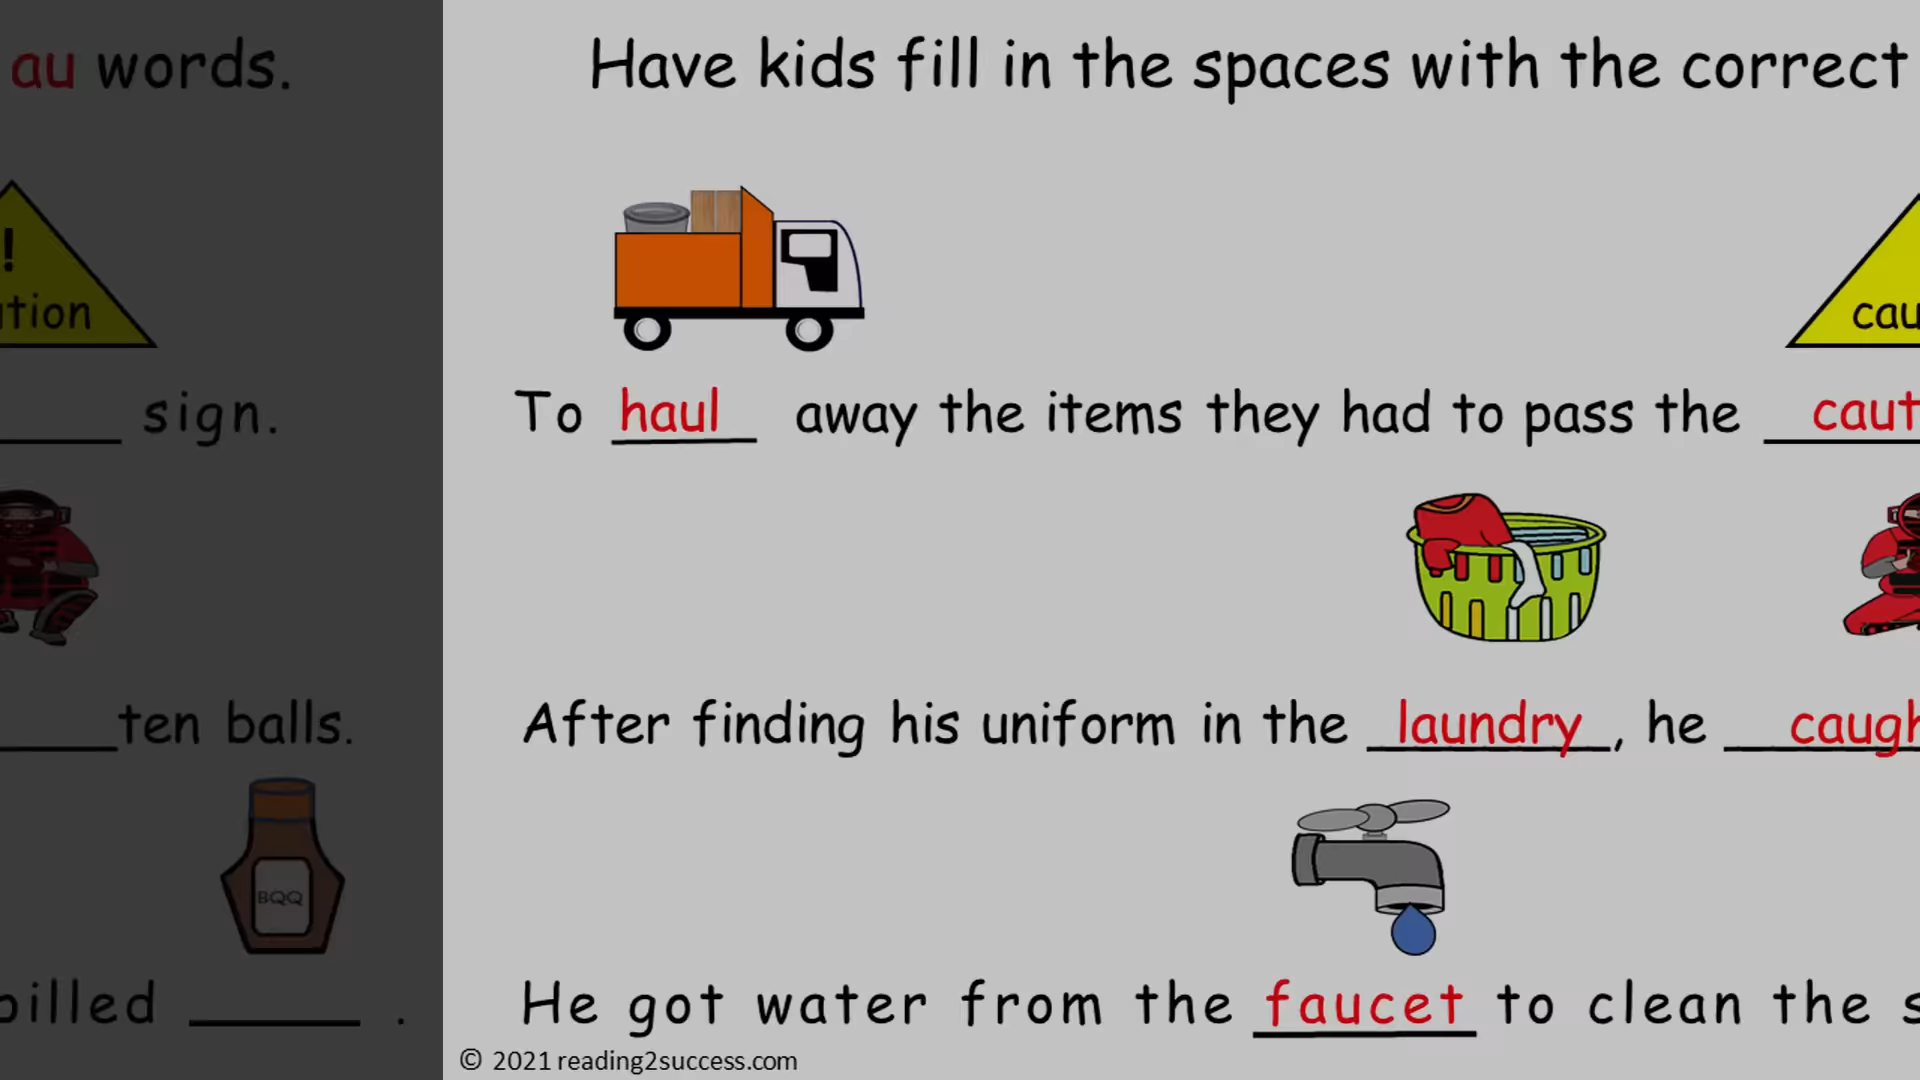 au words.
!
ution
sign.
ten balls.
BQQ
pilled _____ .
Have kids fill in the spaces with the correct
cau
To haul away the items they had to pass the caut
After finding his uniform in the laundry, he caugh
He got water from the faucet to clean the s
© 2021 reading2success.com